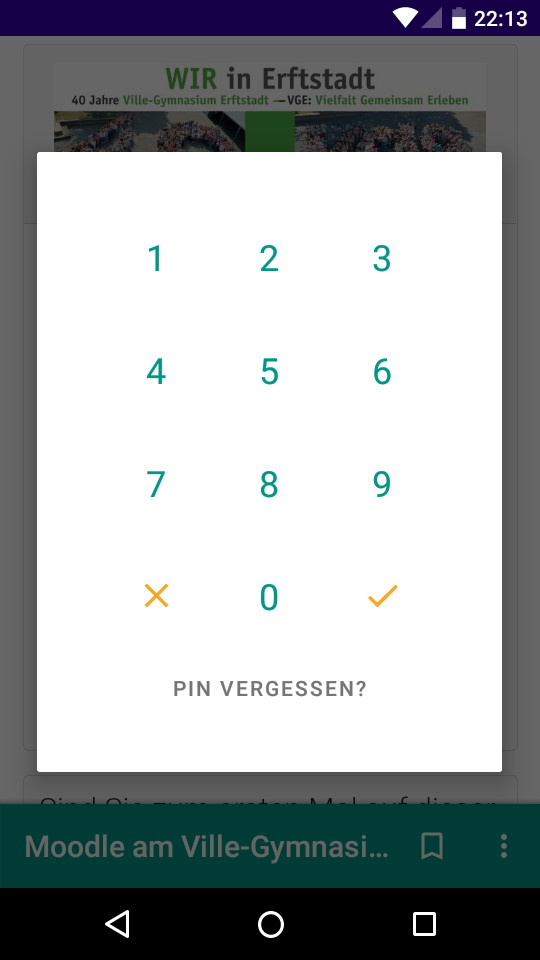 22:13
WIR in Erftstadt
40 Jahre Ville-Gymnasium Erftstadt — VGE: Vielfalt Gemeinsam Erleben
1 2 3
4 5 6
7 8 9
0
PIN VERGESSEN?
Sind Sie zum ersten Mal auf dieser
Moodle am Ville-Gymnasi...